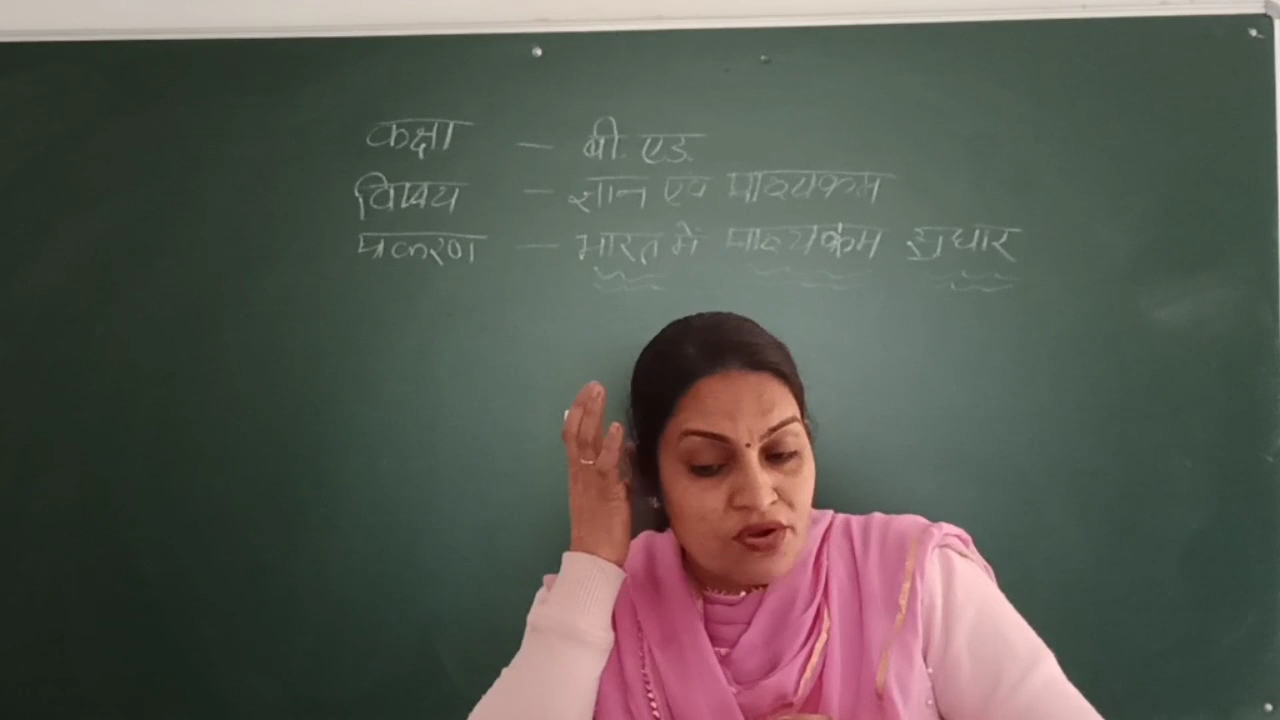 कक्षा - बी. एड.
विषय - ज्ञान एवं पाठ्यक्रम
प्रकरण - भारत में पाठ्यक्रम सुधार